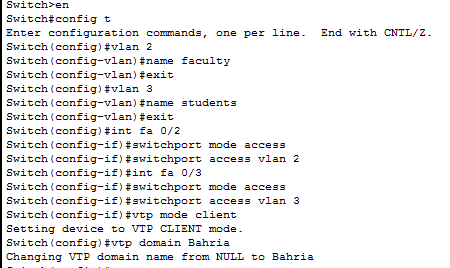 Switch>en
Switch#config t
Enter configuration commands, one per line.  End with CNTL/Z.
Switch(config)#vlan 2
Switch(config-vlan)#name faculty
Switch(config-vlan)#exit
Switch(config)#vlan 3
Switch(config-vlan)#name students
Switch(config-vlan)#exit
Switch(config)#int fa 0/2
Switch(config-if)#switchport mode access
Switch(config-if)#switchport access vlan 2
Switch(config-if)#int fa 0/3
Switch(config-if)#switchport mode access
Switch(config-if)#switchport access vlan 3
Switch(config-if)#vtp mode client
Setting device to VTP CLIENT mode.
Switch(config)#vtp domain Bahria
Changing VTP domain name from NULL to Bahria